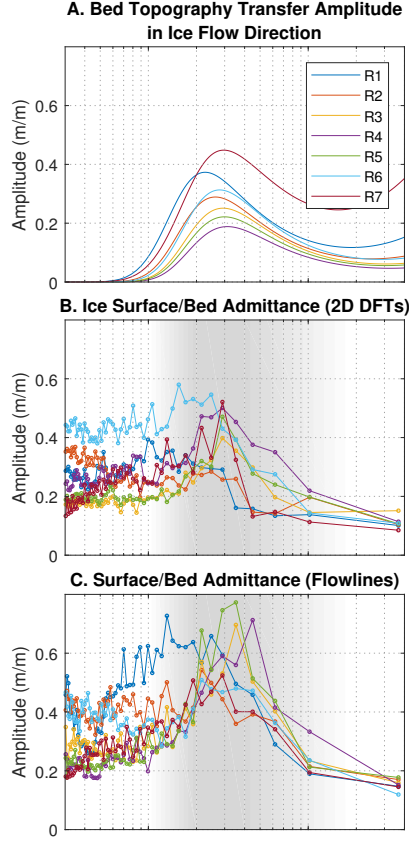 A. Bed Topography Transfer Amplitude
in Ice Flow Direction
Amplitude (m/m)
0.6
0.4
0.2
0
R1
R2
R3
R4
R5
R6
R7
B. Ice Surface/Bed Admittance (2D DFTs)
Amplitude (m/m)
0.6
0.4
0.2
0
C. Surface/Bed Admittance (Flowlines)
Amplitude (m/m)
0.6
0.4
0.2
0